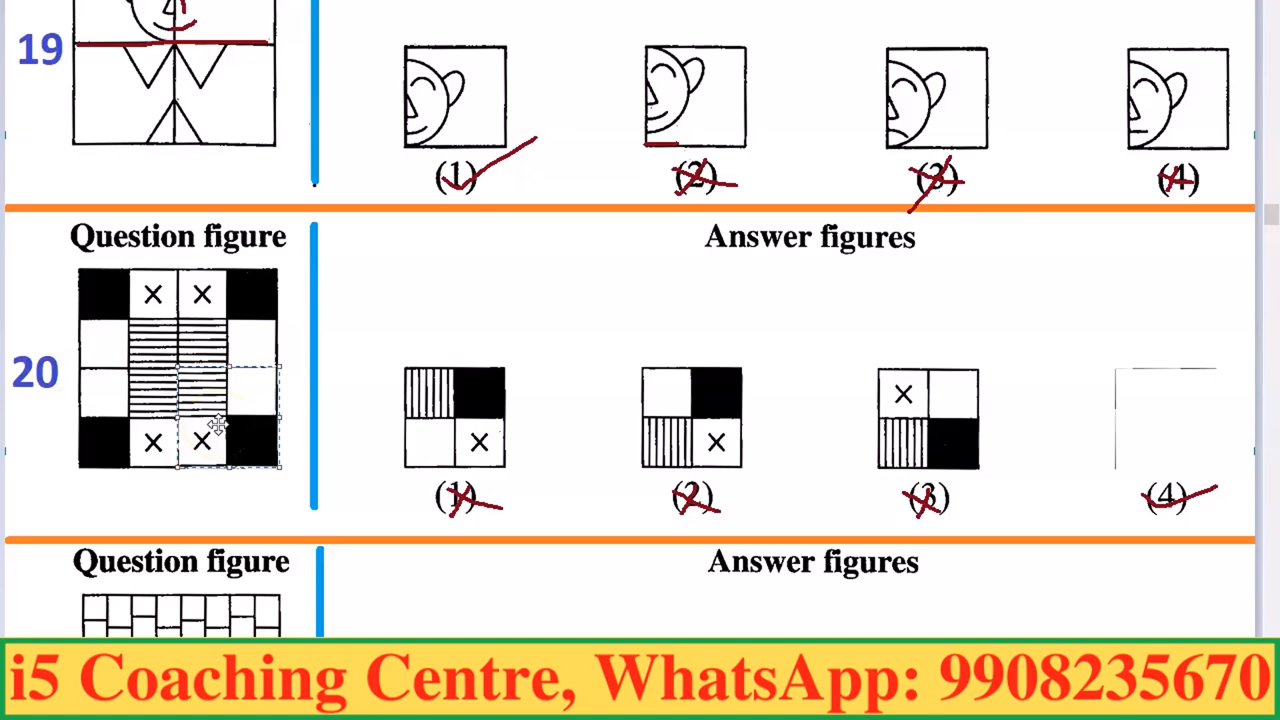 19
(1) (2) (3) (4)
Question figure Answer figures
× ×
20
× ×
× × ×
(1) (2) (3) (4)
Question figure Answer figures
i5 Coaching Centre, WhatsApp: 9908235670